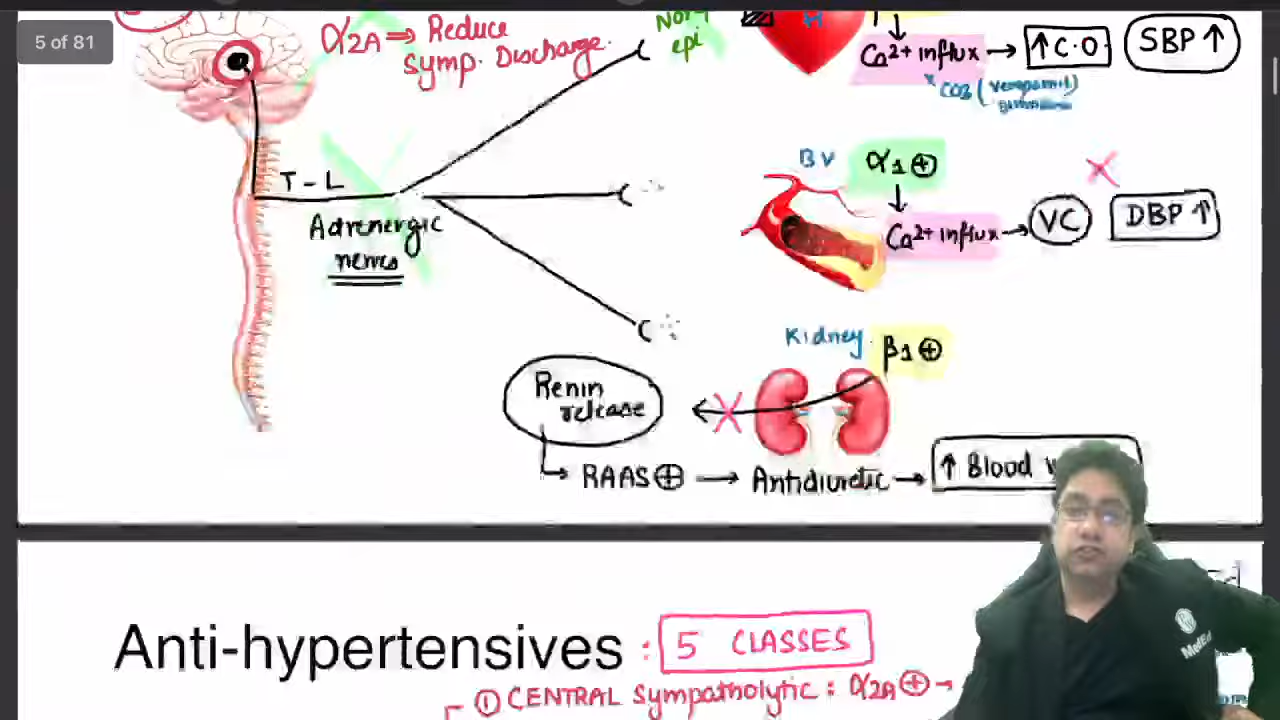 5 of 81
α2A ⇒ Reduce
symp. Discharge.
Nor
epi
H
Ca²⁺ influx → ↑C.O
SBP ↑
CCB (verapamil)
T - L
Adrenergic
nerves
BV α1 ⊕
Ca²⁺ influx → VC
DBP ↑
Kidney β1 ⊕
Renin
release
RAAS ⊕ → Antidiuretic → ↑ Blood
Anti-hypertensives : 5 CLASSES
① CENTRAL sympatholytic : α2A ⊕ →
MedEd